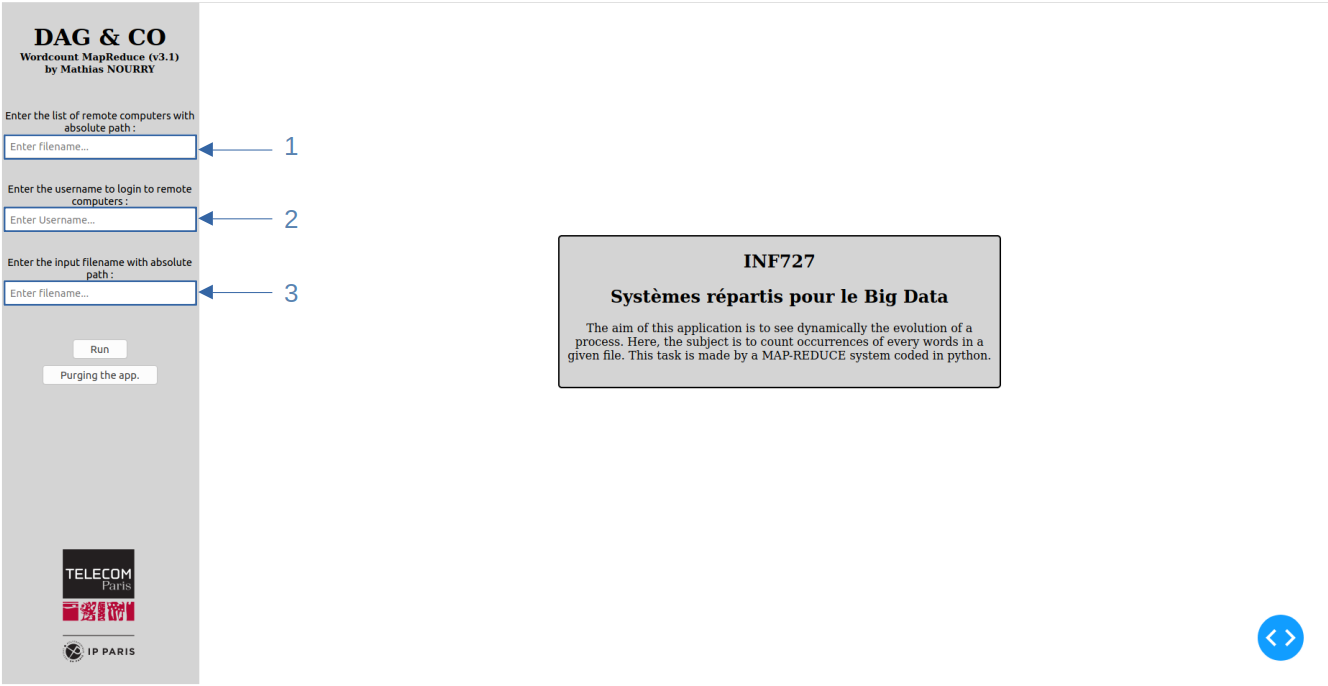 DAG & CO
Wordcount MapReduce (v3.1)
by Mathias NOURRY
Enter the list of remote computers with
absolute path :
Enter filename...
1
Enter the username to login to remote
computers :
Enter Username...
2
Enter the input filename with absolute
path :
Enter filename...
3
Run
Purging the app.
TELECOM
Paris
IP PARIS
INF727
Systèmes répartis pour le Big Data
The aim of this application is to see dynamically the evolution of a
process. Here, the subject is to count occurrences of every words in a
given file. This task is made by a MAP-REDUCE system coded in python.